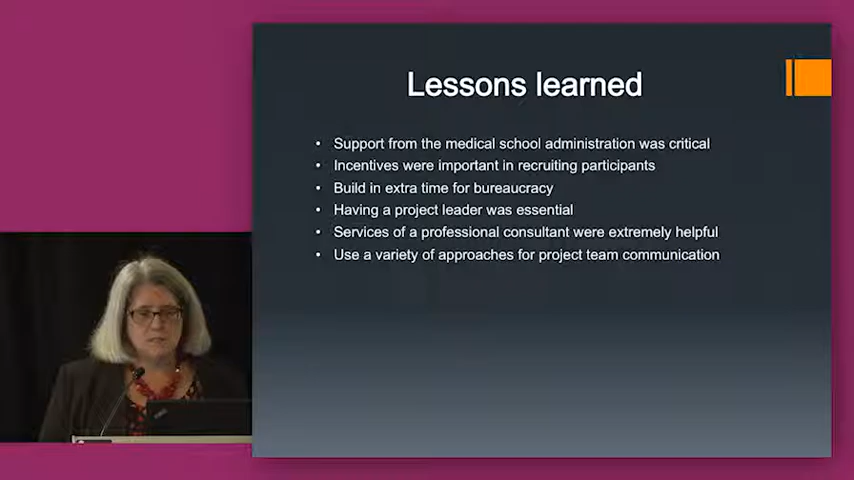 Lessons learned
• Support from the medical school administration was critical
• Incentives were important in recruiting participants
• Build in extra time for bureaucracy
• Having a project leader was essential
• Services of a professional consultant were extremely helpful
• Use a variety of approaches for project team communication